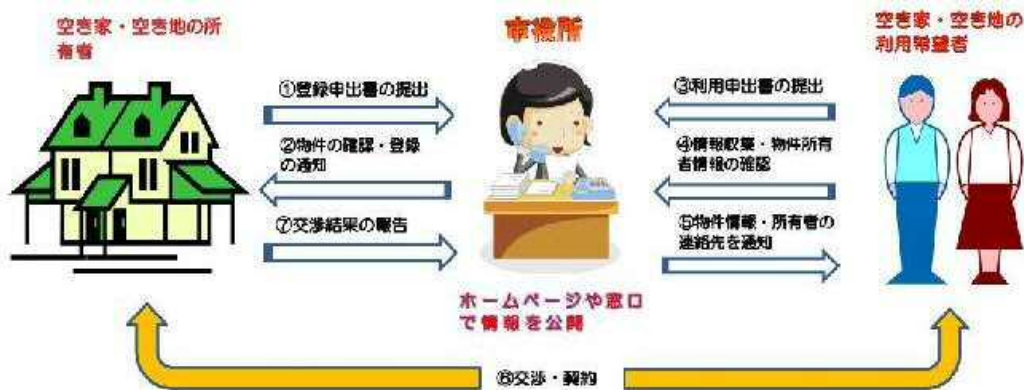 空き家・空き地の所
有者
市役所
空き家・空き地の
利用希望者
①登録申出書の提出
②物件の確認・登録
の通知
⑦交渉結果の報告
③利用申出書の提出
④情報収集・物件所有
者情報の確認
⑤物件情報・所有者の
連絡先を通知
ホームページや窓口
で情報を公開
⑥交渉・契約